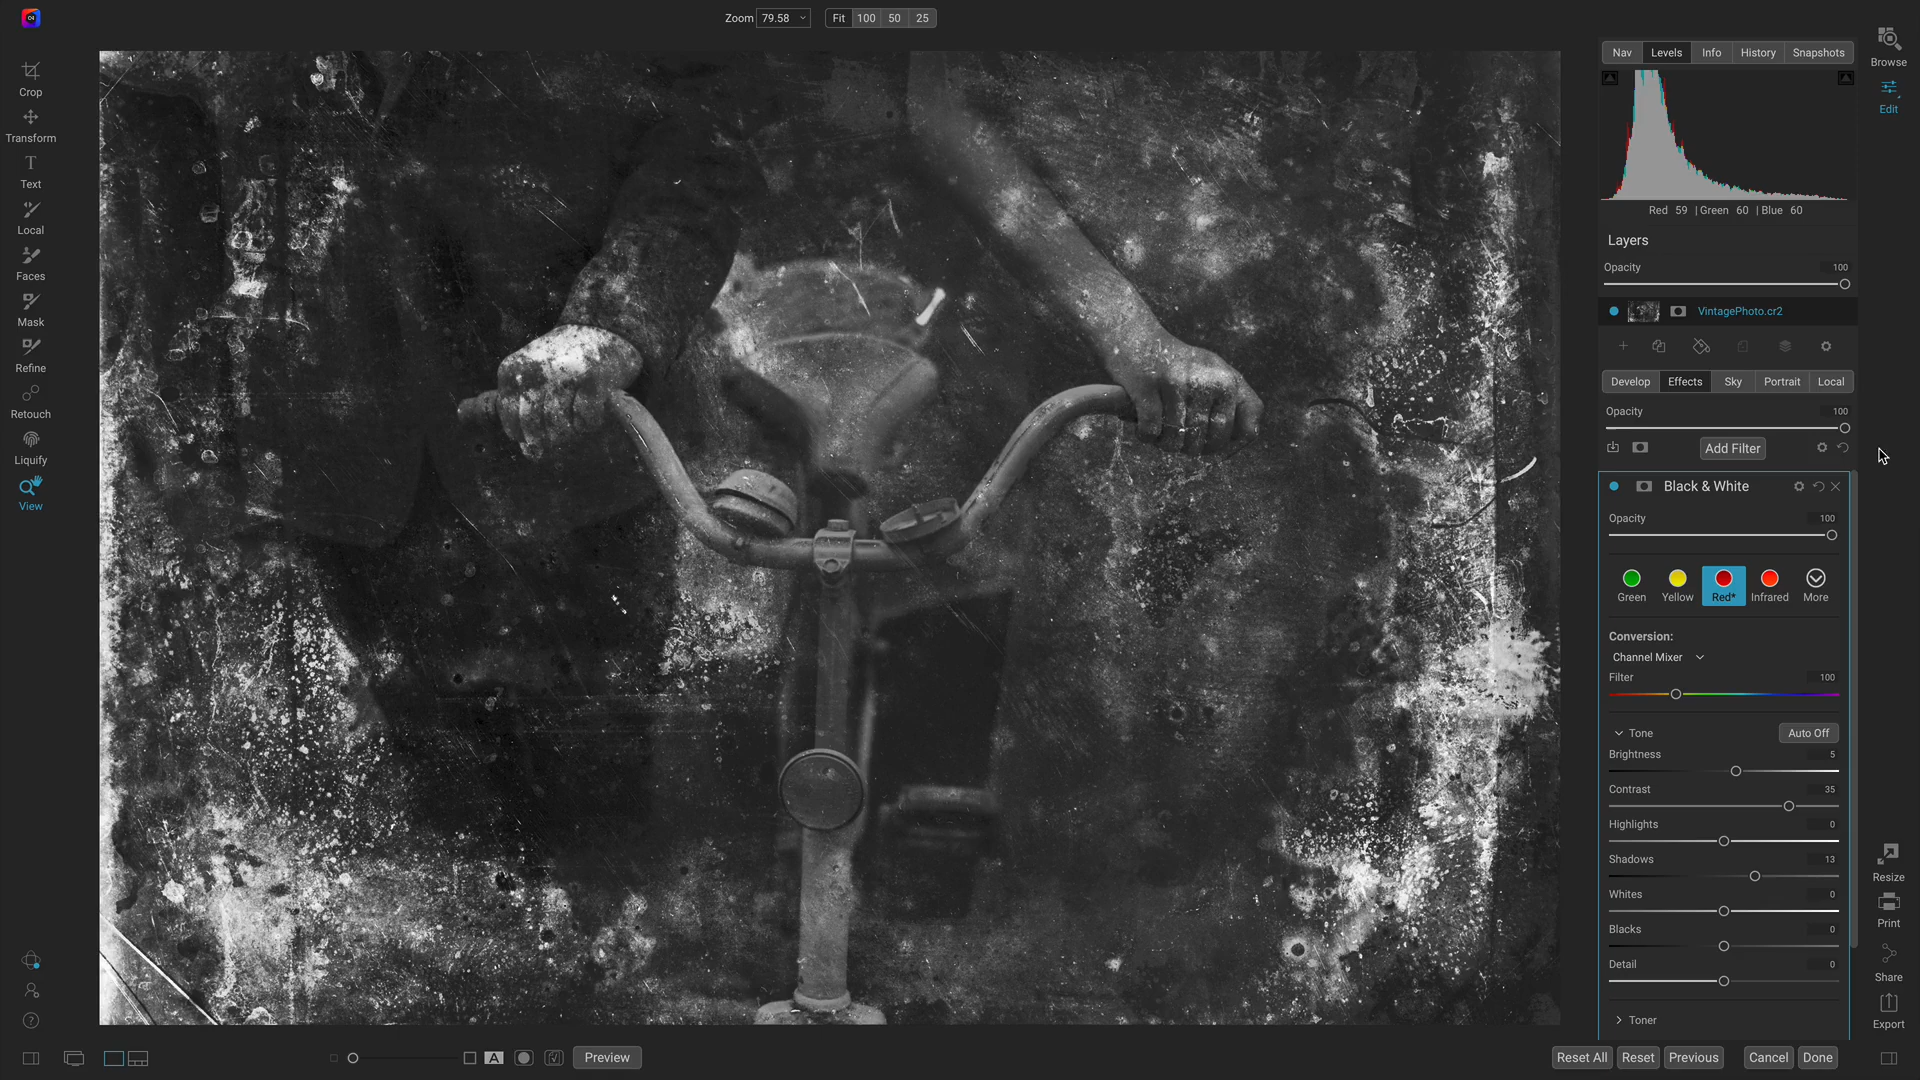 Zoom 79.58 Fit 100 50 25
Crop
Transform
Text
Local
Faces
Mask
Refine
Retouch
Liquify
View
Nav Levels Info History Snapshots
Red 59 | Green 60 | Blue 60
Layers
Opacity 100
VintagePhoto.cr2
Develop Effects Sky Portrait Local
Opacity 100
Add Filter
Black & White
Opacity 100
Green Yellow Red* Infrared More
Conversion:
Channel Mixer
Filter 100
Tone Auto Off
Brightness 5
Contrast 35
Highlights 0
Shadows 13
Whites 0
Blacks 0
Detail 0
Toner
Browse
Edit
Resize
Print
Share
Export
A Preview
Reset All Reset Previous Cancel Done